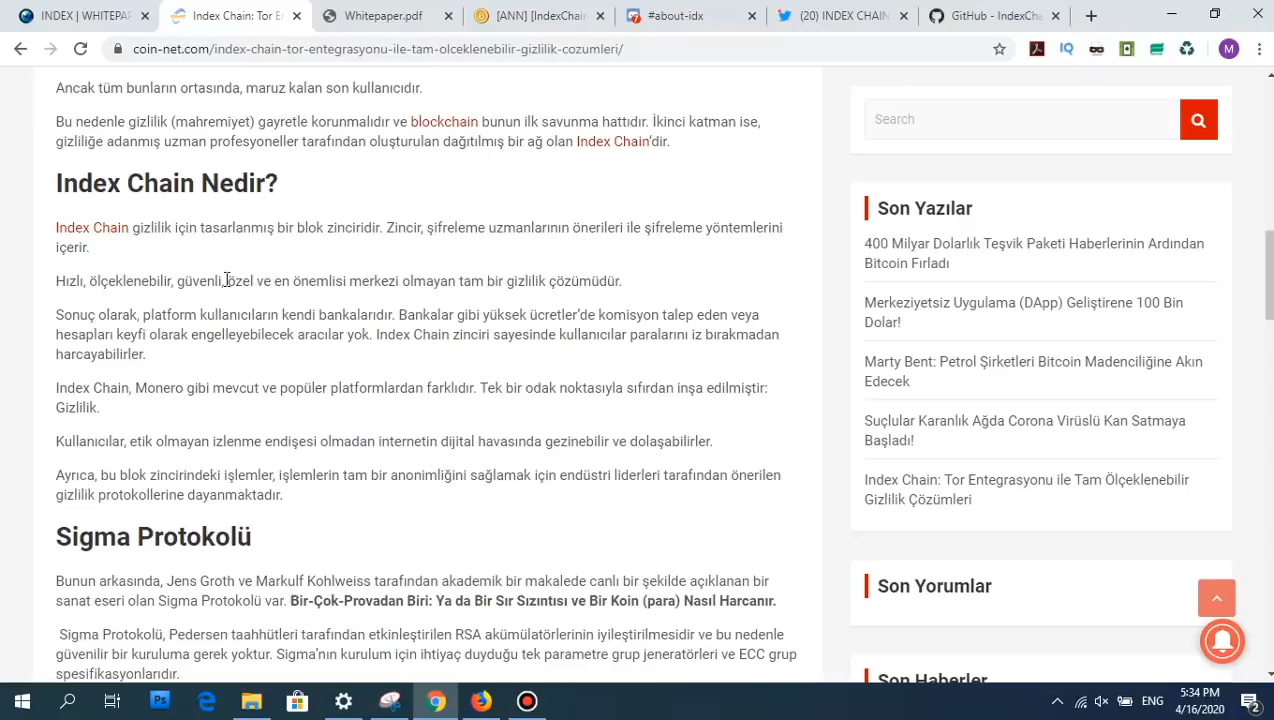 INDEX | WHITEPAP
Index Chain: Tor En
Whitepaper.pdf
[ANN] [IndexChain
#about-idx
(20) INDEX CHAIN
GitHub - IndexCha
coin-net.com/index-chain-tor-entegrasyonu-ile-tam-olceklenebilir-gizlilik-cozumleri/
M
Ancak tüm bunların ortasında, maruz kalan son kullanıcıdır.
Bu nedenle gizlilik (mahremiyet) gayretle korunmalıdır ve blockchain bunun ilk savunma hattıdır. İkinci katman ise,
gizliliğe adanmış uzman profesyoneller tarafından oluşturulan dağıtılmış bir ağ olan Index Chain‘dir.
Index Chain Nedir?
Index Chain gizlilik için tasarlanmış bir blok zinciridir. Zincir, şifreleme uzmanlarının önerileri ile şifreleme yöntemlerini
içerir.
Hızlı, ölçeklenebilir, güvenli, özel ve en önemlisi merkezi olmayan tam bir gizlilik çözümüdür.
Sonuç olarak, platform kullanıcıların kendi bankalarıdır. Bankalar gibi yüksek ücretler’de komisyon talep eden veya
hesapları keyfi olarak engelleyebilecek aracılar yok. Index Chain zinciri sayesinde kullanıcılar paralarını iz bırakmadan
harcayabilirler.
Index Chain, Monero gibi mevcut ve popüler platformlardan farklıdır. Tek bir odak noktasıyla sıfırdan inşa edilmiştir:
Gizlilik.
Kullanıcılar, etik olmayan izlenme endişesi olmadan internetin dijital havasında gezinebilir ve dolaşabilirler.
Ayrıca, bu blok zincirindeki işlemler, işlemlerin tam bir anonimliğini sağlamak için endüstri liderleri tarafından önerilen
gizlilik protokollerine dayanmaktadır.
Sigma Protokolü
Bunun arkasında, Jens Groth ve Markulf Kohlweiss tarafından akademik bir makalede canlı bir şekilde açıklanan bir
sanat eseri olan Sigma Protokolü var. Bir-Çok-Provadan Biri: Ya da Bir Sır Sızıntısı ve Bir Koin (para) Nasıl Harcanır.
Sigma Protokolü, Pedersen taahhütleri tarafından etkinleştirilen RSA akümülatörlerinin iyileştirilmesidir ve bu nedenle
güvenilir bir kuruluma gerek yoktur. Sigma’nın kurulum için ihtiyaç duyduğu tek parametre grup jeneratörleri ve ECC grup
spesifikasyonlarıdır.
Search
Son Yazılar
400 Milyar Dolarlık Teşvik Paketi Haberlerinin Ardından
Bitcoin Fırladı
Merkeziyetsiz Uygulama (DApp) Geliştirene 100 Bin
Dolar!
Marty Bent: Petrol Şirketleri Bitcoin Madenciliğine Akın
Edecek
Suçlular Karanlık Ağda Corona Virüslü Kan Satmaya
Başladı!
Index Chain: Tor Entegrasyonu ile Tam Ölçeklenebilir
Gizlilik Çözümleri
Son Yorumlar
Son Haberler
ENG
5:34 PM
4/16/2020
2